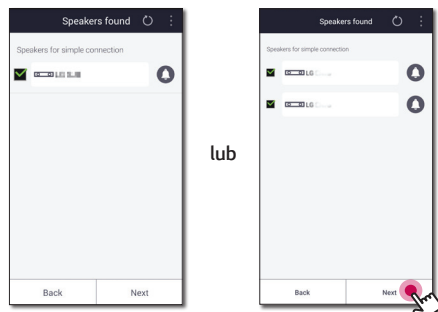 Speakers found
Speakers for simple connection
LG
Back Next
lub
Speakers found
Speakers for simple connection
LG
LG
Back Next